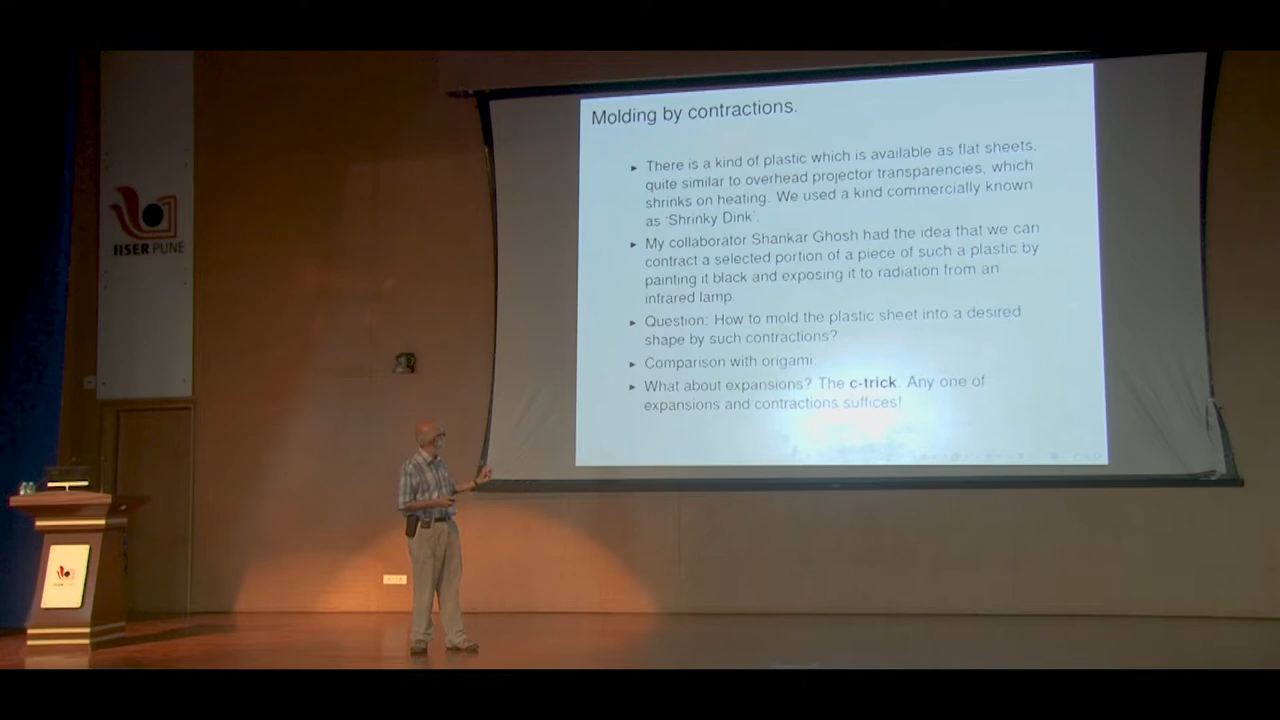 IISER PUNE
Molding by contractions.
There is a kind of plastic which is available as flat sheets,
quite similar to overhead projector transparencies, which
shrinks on heating. We used a kind commercially known
as 'Shrinky Dink'.
My collaborator Shankar Ghosh had the idea that we can
contract a selected portion of a piece of such a plastic by
painting it black and exposing it to radiation from an
infrared lamp.
Question: How to mold the plastic sheet into a desired
shape by such contractions?
Comparison with origami.
What about expansions? The c-trick. Any one of
expansions and contractions suffices!